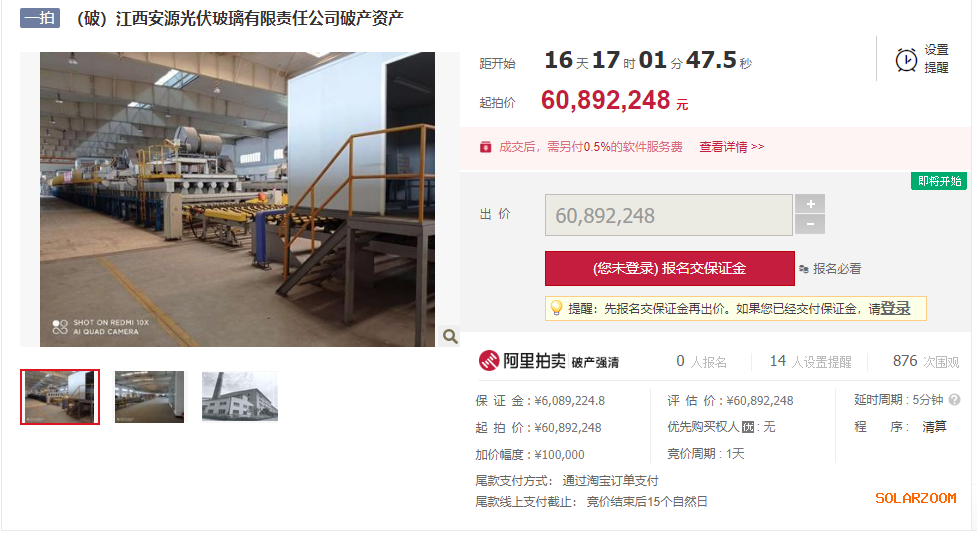 一拍 (破) 江西安源光伏玻璃有限责任公司破产资产
SHOT ON REDMI 10X
AI QUAD CAMERA
距开始 16 天 17 时 01 分 47.5 秒
设置
提醒
起拍价 60,892,248 元
成交后，需另付0.5%的软件服务费 查看详情 >>
即将开始
出 价 60,892,248 + -
(您未登录) 报名交保证金 报名必看
提醒：先报名交保证金再出价。如果您已经交付保证金，请登录
阿里拍卖 破产强清 0 人报名 14 人设置提醒 876 次围观
保 证 金 : ¥6,089,224.8 评 估 价 : ¥60,892,248 延时周期 : 5分钟 ?
起 拍 价 : ¥60,892,248 优先购买权人 优 : 无 程 序 : 清算
加价幅度 : ¥100,000 竞价周期 : 1天
尾款支付方式： 通过淘宝订单支付
尾款线上支付截止： 竞价结束后15个自然日
SOLARZOOM